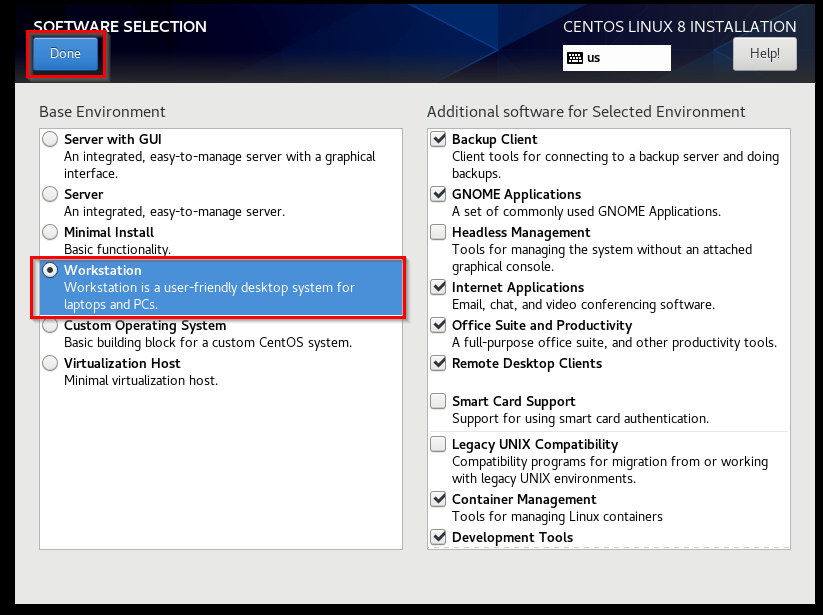 SOFTWARE SELECTION
CENTOS LINUX 8 INSTALLATION
Done
us
Help!
Base Environment
Server with GUI
An integrated, easy-to-manage server with a graphical
interface.
Server
An integrated, easy-to-manage server.
Minimal Install
Basic functionality.
Workstation
Workstation is a user-friendly desktop system for
laptops and PCs.
Custom Operating System
Basic building block for a custom CentOS system.
Virtualization Host
Minimal virtualization host.
Additional software for Selected Environment
Backup Client
Client tools for connecting to a backup server and doing
backups.
GNOME Applications
A set of commonly used GNOME Applications.
Headless Management
Tools for managing the system without an attached
graphical console.
Internet Applications
Email, chat, and video conferencing software.
Office Suite and Productivity
A full-purpose office suite, and other productivity tools.
Remote Desktop Clients
Smart Card Support
Support for using smart card authentication.
Legacy UNIX Compatibility
Compatibility programs for migration from or working
with legacy UNIX environments.
Container Management
Tools for managing Linux containers
Development Tools